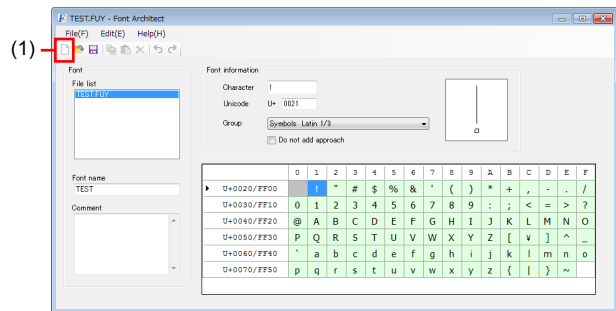 TEST.FUY - Font Architect
File(F) Edit(E) Help(H)
(1)
Font
File list
TEST.FUY
Font name
TEST
Comment
Font information
Character !
Unicode U+ 0021
Group Symbols Latin 1/3
Do not add approach
0 1 2 3 4 5 6 7 8 9 A B C D E F
U+0020/FF00 ! " # $ % & ' ( ) * + , - . /
U+0030/FF10 0 1 2 3 4 5 6 7 8 9 : ; < = > ?
U+0040/FF20 @ A B C D E F G H I J K L M N O
U+0050/FF30 P Q R S T U V W X Y Z [ ¥ ] ^ _
U+0060/FF40 ` a b c d e f g h i j k l m n o
U+0070/FF50 p q r s t u v w x y z { | } ~